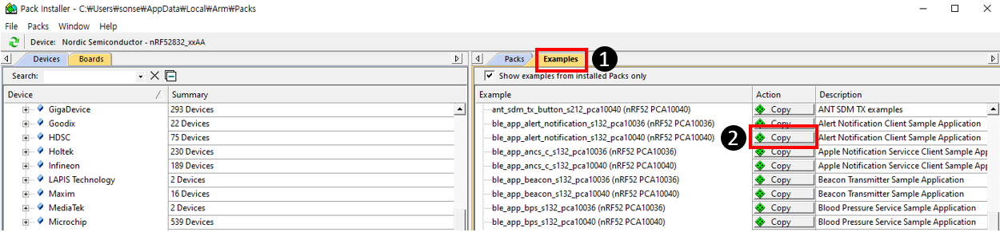 Pack Installer - C:₩Users₩sonse₩AppData₩Local₩Arm₩Packs
File Packs Window Help
Device: Nordic Semiconductor - nRF52832_xxAA
Devices Boards
Search:
Device Summary
GigaDevice 293 Devices
Goodix 22 Devices
HDSC 75 Devices
Holtek 230 Devices
Infineon 189 Devices
LAPIS Technology 2 Devices
Maxim 16 Devices
MediaTek 2 Devices
Microchip 539 Devices
Packs Examples 1
Show examples from installed Packs only
Example Action Description
ant_sdm_tx_button_s212_pca10040 (nRF52 PCA10040) Copy ANT SDM TX examples
ble_app_alert_notification_s132_pca10036 (nRF52 PCA10036) Copy Alert Notification Client Sample Application
ble_app_alert_notification_s132_pca10040 (nRF52 PCA10040) 2 Copy Alert Notification Client Sample Application
ble_app_ancs_c_s132_pca10036 (nRF52 PCA10036) Copy Apple Notification Servicce Client Sample Ap
ble_app_ancs_c_s132_pca10040 (nRF52 PCA10040) Copy Apple Notification Servicce Client Sample Ap
ble_app_beacon_s132_pca10036 (nRF52 PCA10036) Copy Beacon Transmitter Sample Application
ble_app_beacon_s132_pca10040 (nRF52 PCA10040) Copy Beacon Transmitter Sample Application
ble_app_bps_s132_pca10036 (nRF52 PCA10036) Copy Blood Pressure Service Sample Application
ble_app_bps_s132_pca10040 (nRF52 PCA10040) Copy Blood Pressure Service Sample Application